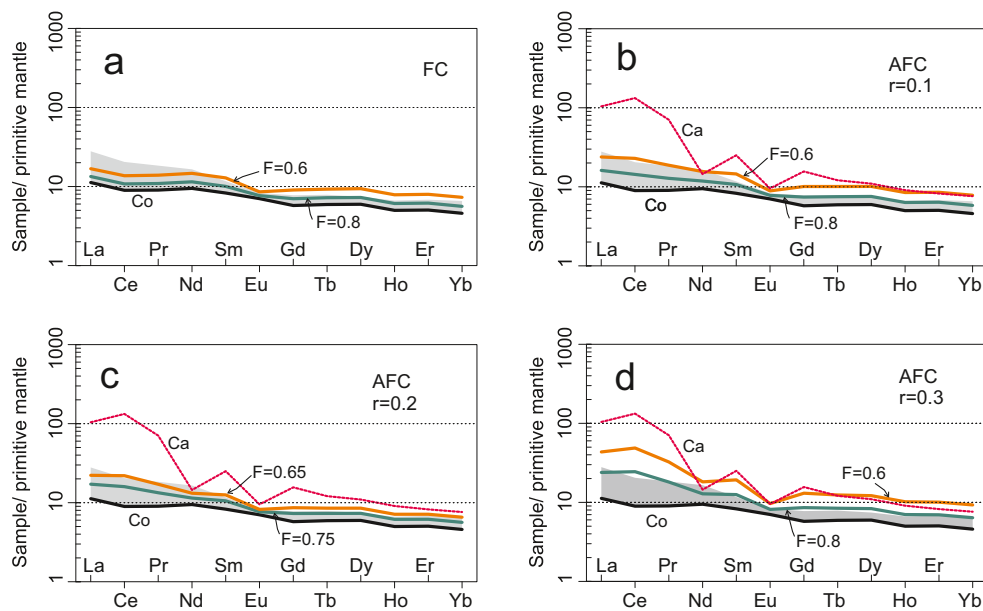 a
FC
F=0.6
F=0.8
Co
Sample/ primitive mantle
1000
100
10
1
La Pr Sm Gd Dy Er
Ce Nd Eu Tb Ho Yb
b
AFC
r=0.1
Ca
F=0.6
F=0.8
Co
Sample/ primitive mantle
1000
100
10
1
La Pr Sm Gd Dy Er
Ce Nd Eu Tb Ho Yb
c
AFC
r=0.2
Ca
F=0.65
F=0.75
Co
Sample/ primitive mantle
1000
100
10
1
La Pr Sm Gd Dy Er
Ce Nd Eu Tb Ho Yb
d
AFC
r=0.3
Ca
F=0.6
F=0.8
Co
Sample/ primitive mantle
1000
100
10
1
La Pr Sm Gd Dy Er
Ce Nd Eu Tb Ho Yb